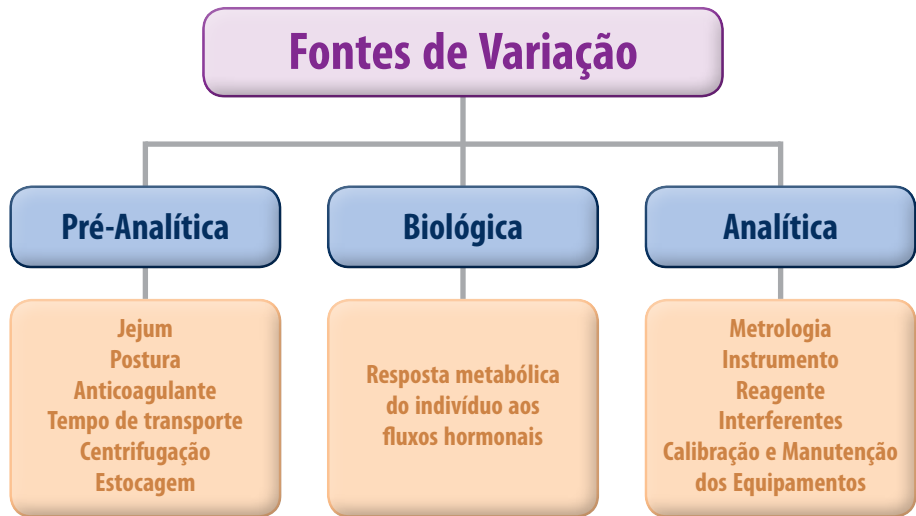 Fontes de Variação
Pré-Analítica
Jejum
Postura
Anticoagulante
Tempo de transporte
Centrifugação
Estocagem
Biológica
Resposta metabólica
do indivíduo aos
fluxos hormonais
Analítica
Metrologia
Instrumento
Reagente
Interferentes
Calibração e Manutenção
dos Equipamentos